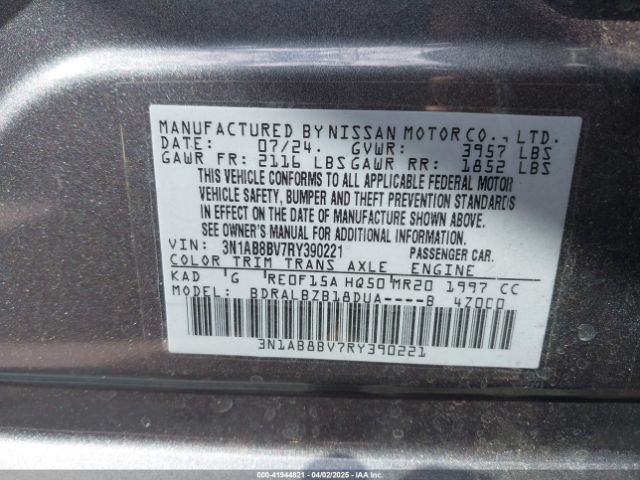 MANUFACTURED BY NISSAN MOTOR CO., LTD.
DATE: 07/24. GVWR: 3957 LBS
GAWR FR: 2116 LBS GAWR RR: 1852 LBS
THIS VEHICLE CONFORMS TO ALL APPLICABLE FEDERAL MOTOR
VEHICLE SAFETY, BUMPER, AND THEFT PREVENTION STANDARDS
IN EFFECT ON THE DATE OF MANUFACTURE SHOWN ABOVE.
SEE OWNER'S MANUAL FOR ADDITIONAL INFORMATION.
VIN: 3N1AB8BV7RY390221 PASSENGER CAR.
COLOR TRIM TRANS AXLE ENGINE
KAD G RE0F15A HQ50 MR20 1997 CC
MODEL: BDRALBZB18DUA----B 4Z0C0
3N1AB8BV7RY390221
000-41944821 04/02/2025 IAA